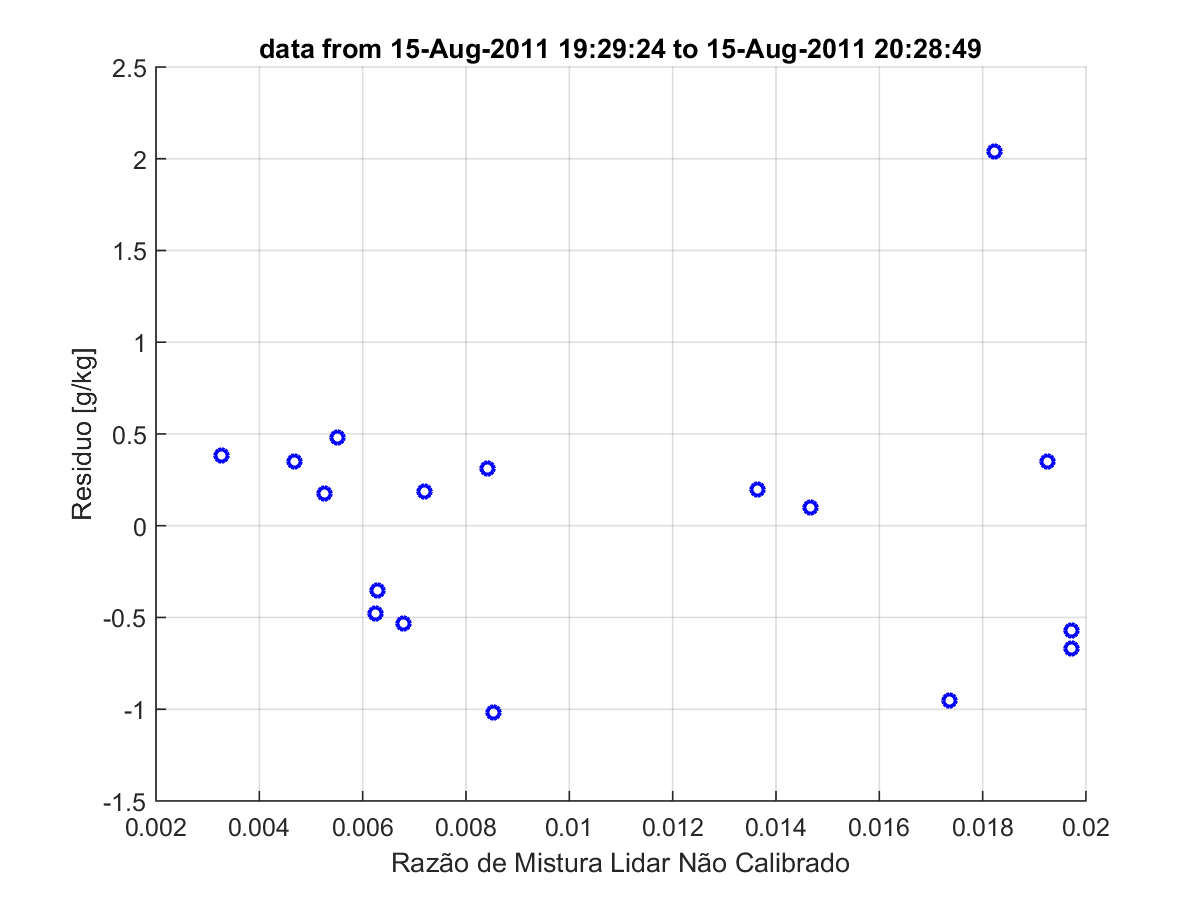 data from 15-Aug-2011 19:29:24 to 15-Aug-2011 20:28:49
2.5
2
1.5
1
0.5
0
-0.5
-1
-1.5
Residuo [g/kg]
0.002 0.004 0.006 0.008 0.01 0.012 0.014 0.016 0.018 0.02
Razão de Mistura Lidar Não Calibrado